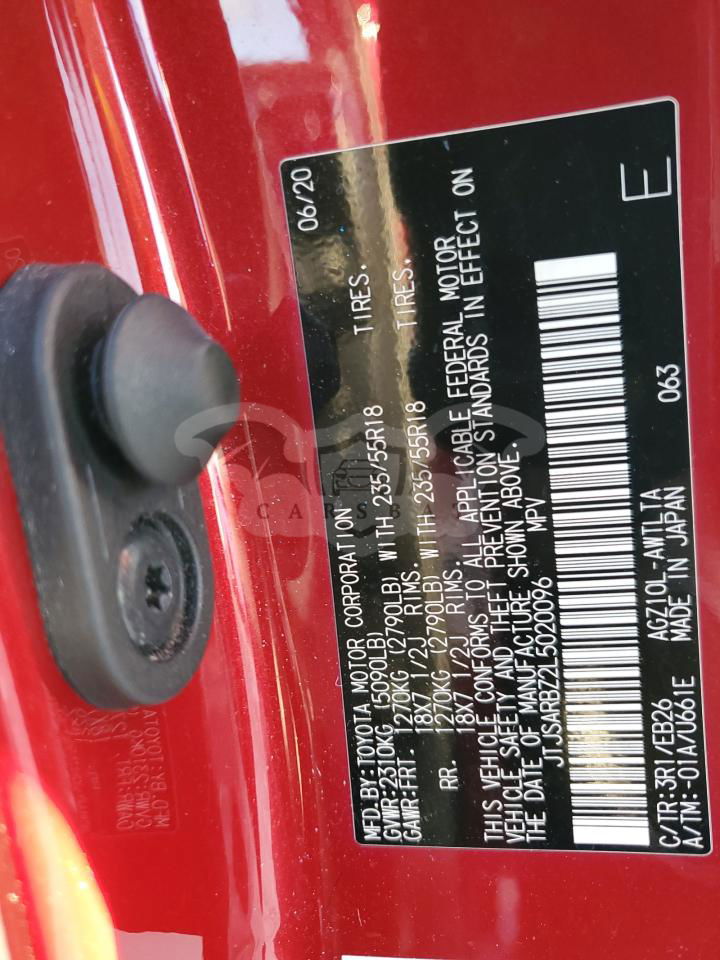 MFD.BY:TOYOTA MOTOR CORPORATION 06/20
GVWR:2310KG (5090LB)
GAWR:FRT. 1270KG (2790LB) WITH 235/55R18 TIRES.
18X7 1/2J RIMS.
RR. 1270KG (2790LB) WITH 235/55R18 TIRES.
18X7 1/2J RIMS.
THIS VEHICLE CONFORMS TO ALL APPLICABLE FEDERAL MOTOR
VEHICLE SAFETY AND THEFT PREVENTION STANDARDS IN EFFECT ON
THE DATE OF MANUFACTURE SHOWN ABOVE.
JTJSARBZ2L5020096 MPV
C/TR:3R1/EB26 AGZ10L-AWTLTA 063
A/TM:-01A/U661E MADE IN JAPAN
E